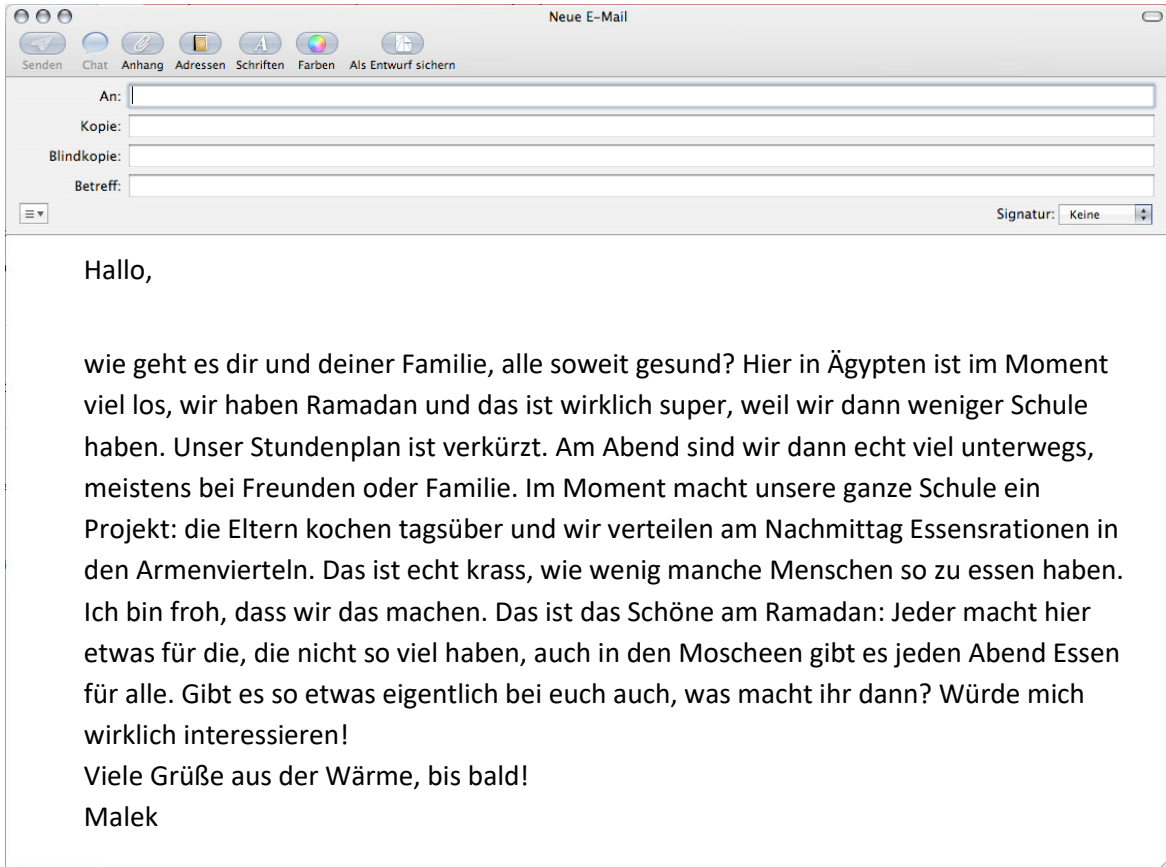 Neue E-Mail
Senden Chat Anhang Adressen Schriften Farben Als Entwurf sichern
An:
Kopie:
Blindkopie:
Betreff:
Signatur: Keine
Hallo,
wie geht es dir und deiner Familie, alle soweit gesund? Hier in Ägypten ist im Moment
viel los, wir haben Ramadan und das ist wirklich super, weil wir dann weniger Schule
haben. Unser Stundenplan ist verkürzt. Am Abend sind wir dann echt viel unterwegs,
meistens bei Freunden oder Familie. Im Moment macht unsere ganze Schule ein
Projekt: die Eltern kochen tagsüber und wir verteilen am Nachmittag Essensrationen in
den Armenvierteln. Das ist echt krass, wie wenig manche Menschen so zu essen haben.
Ich bin froh, dass wir das machen. Das ist das Schöne am Ramadan: Jeder macht hier
etwas für die, die nicht so viel haben, auch in den Moscheen gibt es jeden Abend Essen
für alle. Gibt es so etwas eigentlich bei euch auch, was macht ihr dann? Würde mich
wirklich interessieren!
Viele Grüße aus der Wärme, bis bald!
Malek